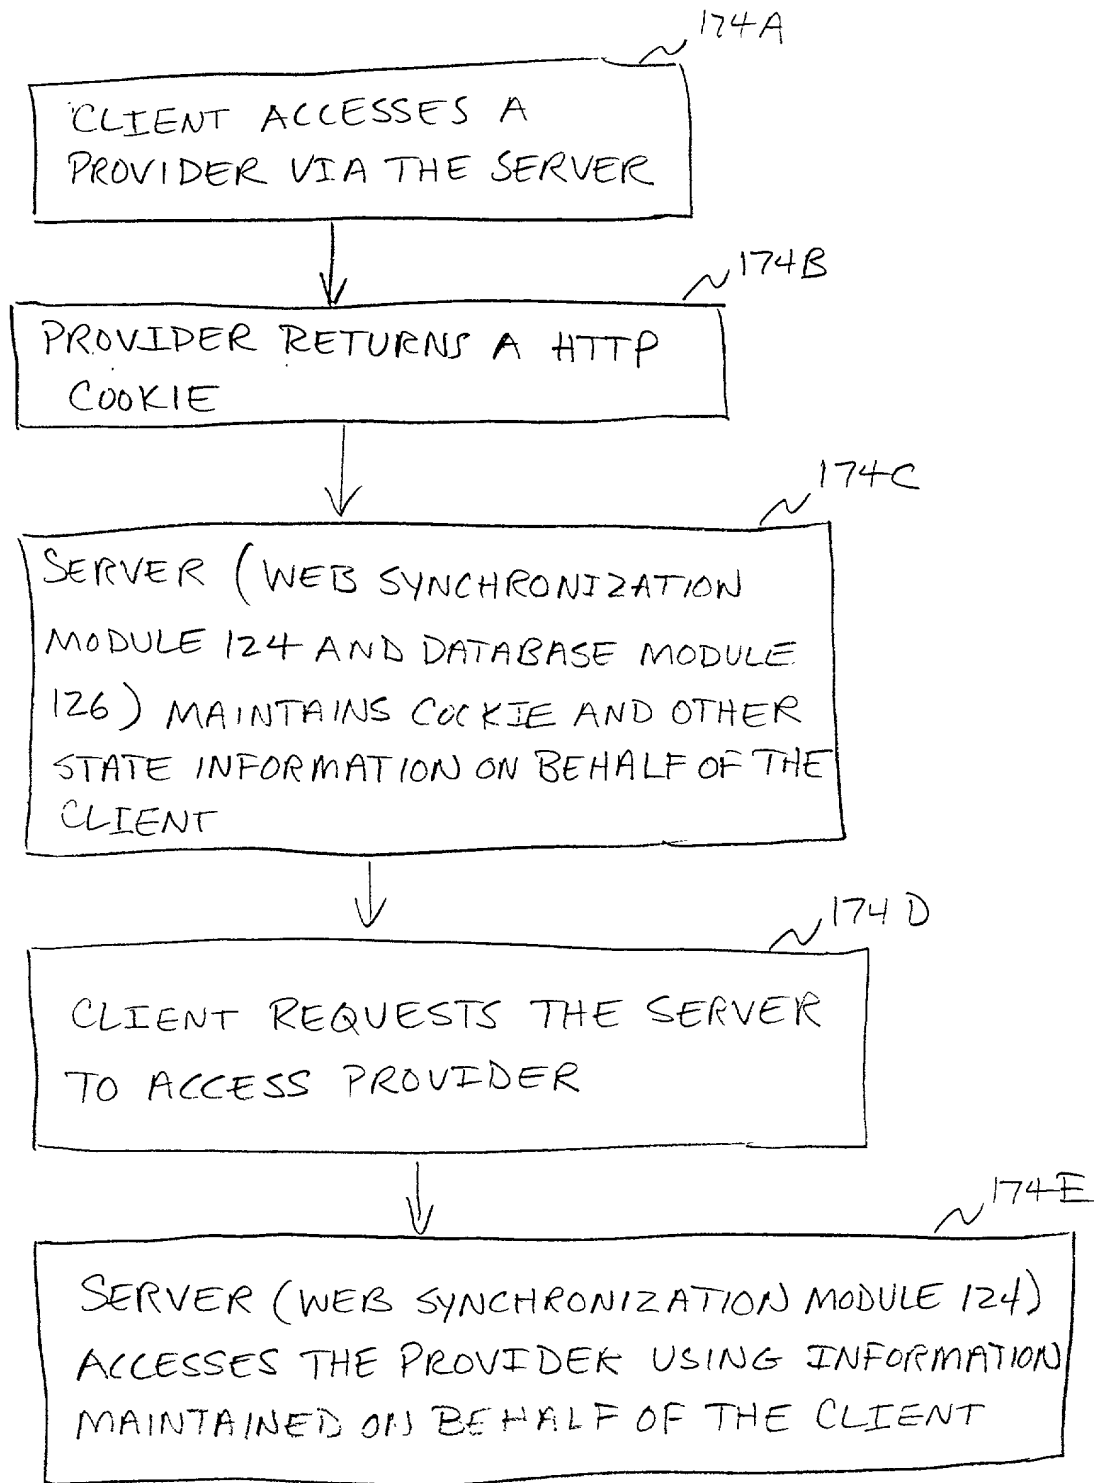 174A
CLIENT ACCESSES A
PROVIDER VIA THE SERVER
174B
PROVIDER RETURNS A HTTP
COOKIE
174C
SERVER (WEB SYNCHRONIZATION
MODULE 124 AND DATABASE MODULE
126) MAINTAINS COOKIE AND OTHER
STATE INFORMATION ON BEHALF OF THE
CLIENT
174D
CLIENT REQUESTS THE SERVER
TO ACCESS PROVIDER
174E
SERVER (WEB SYNCHRONIZATION MODULE 124)
ACCESSES THE PROVIDER USING INFORMATION
MAINTAINED ON BEHALF OF THE CLIENT